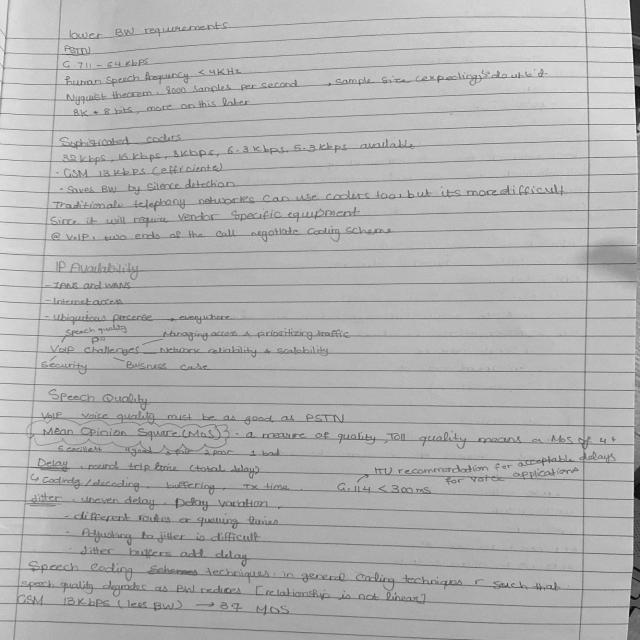 lower BW requirements
PSTN
G.711 - 64 Kbps
human speech frequency < 4KHz
Nyquist theorem, 8000 samples per second → sample size (expecting) is double'd
8K * 8 bits, more on this later
Sophisticated coders
32 Kbps, 16 Kbps, 8Kbps, 6.3 Kbps, 5.3 Kbps available
- GSM 13 Kbps (efficiente)
- Saves BW by silence detection
Traditional telephony networks can use coders too, but its more difficult
Since it will require vendor specific equipment
@ VoIP, two ends of the call negotiate coding scheme
IP Availability
- LANS and WANS
- Internet access
- Ubiquitous presense → everywhere
Speech quality
Managing access & prioritizing traffic
VoIP challenges — Network reliability & scalability
Security Business case
Speech Quality
VoIP voice quality must be as good as PSTN
Mean Opinion Square (MOS) : a measure of quality, Toll quality means a MOS of 4+
5 excellent 4 good 3 fair 2 poor 1 bad
Delay, round trip time (total delay) ITU recommendation for acceptable delays
↳ coding/decoding, buffering, Tx time. G.114 < 300ms for voice applications
Jitter, uneven delay, Delay variation,
- different routes or queuing times
- Adjusting to jitter is difficult
- Jitter buffers add delay
Speech Coding Schemes techniques: in general coding techniques r such that
speech quality degrades as BW reduces [relationship is not linear]
GSM 13Kbps (less BW) → 3.7 MOS